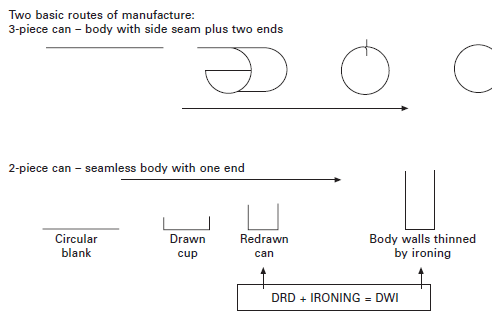 Two basic routes of manufacture:
3-piece can – body with side seam plus two ends
2-piece can – seamless body with one end
Circular
blank
Drawn
cup
Redrawn
can
Body walls thinned
by ironing
DRD + IRONING = DWI